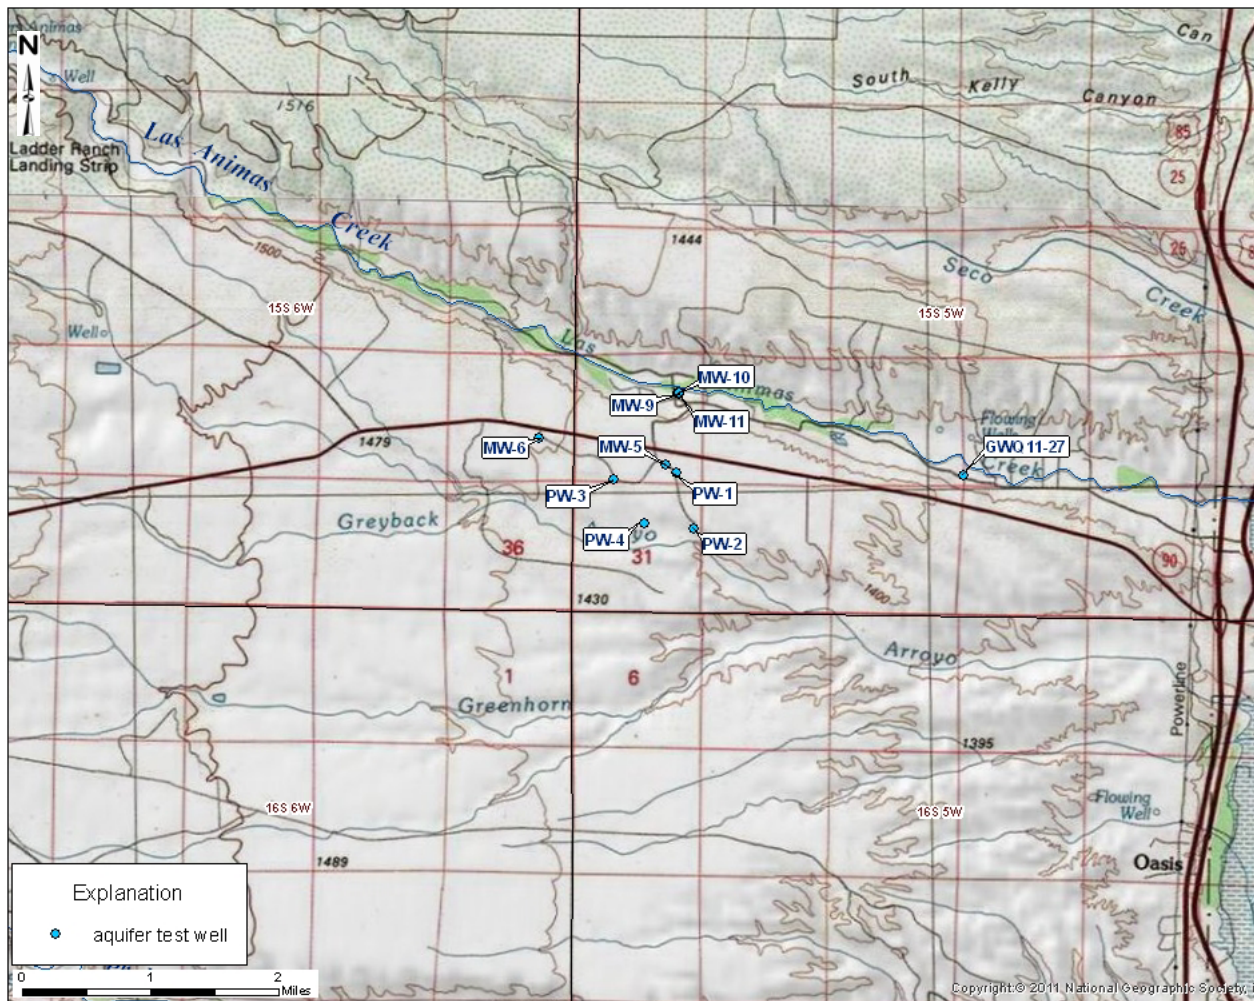 Animas
Can
N
Well
South Kelly Canyon
1516
85
Las Animas
Ladder Ranch
Landing Strip
25
Creek
1444
26
1500
Seco
Creek
15S 6W
15S 5W
Well
Las
MW-10
Animas
MW-9
MW-11
1479
MW-6
MW-5
Flowing
Wells
GWQ 11-27
Creek
PW-3
PW-1
Greyback
Arroyo
PW-4
PW-2
36
31
90
1400
1430
Arroyo
1
6
Powerline
Greenhorn
1395
16S 6W
16S 5W
Flowing
Well
1489
Oasis
Explanation
aquifer test well
0 1 2
Miles
Copyright:© 2011 National Geographic Society,